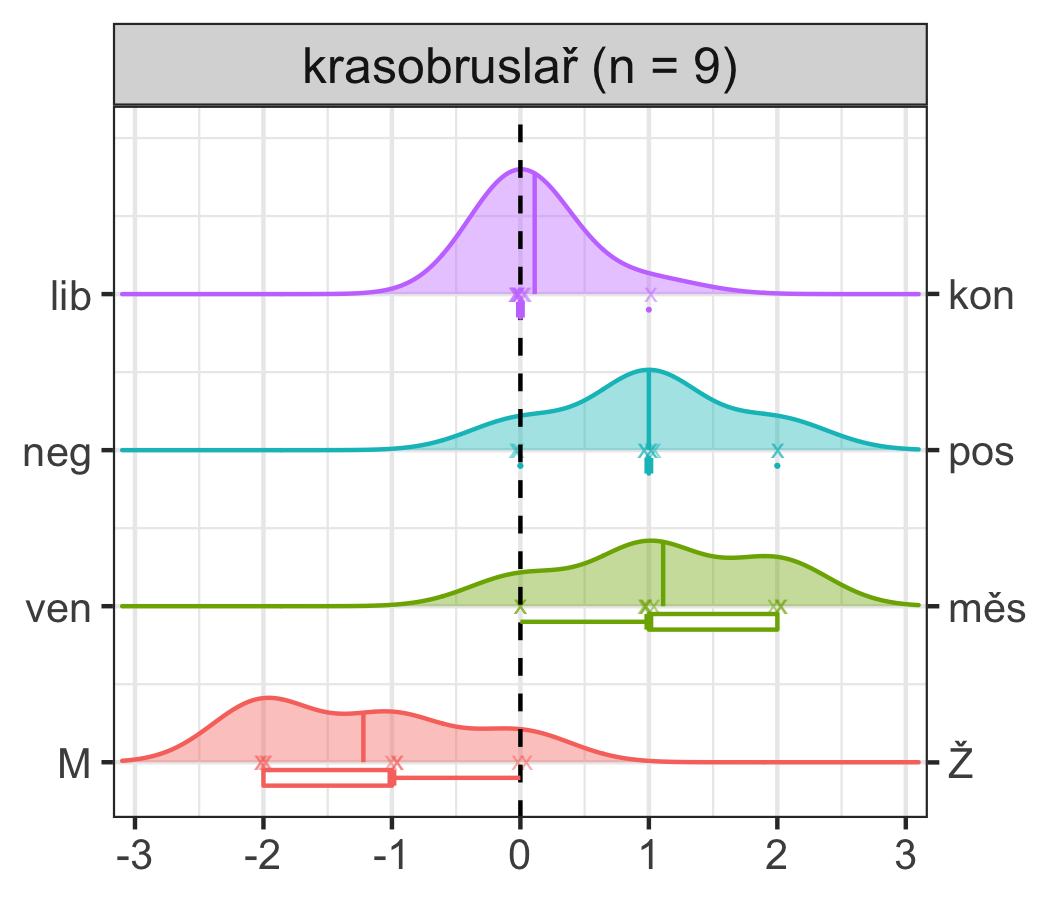 krasobruslař (n = 9)
lib kon
neg pos
ven měs
M Ž
-3 -2 -1 0 1 2 3